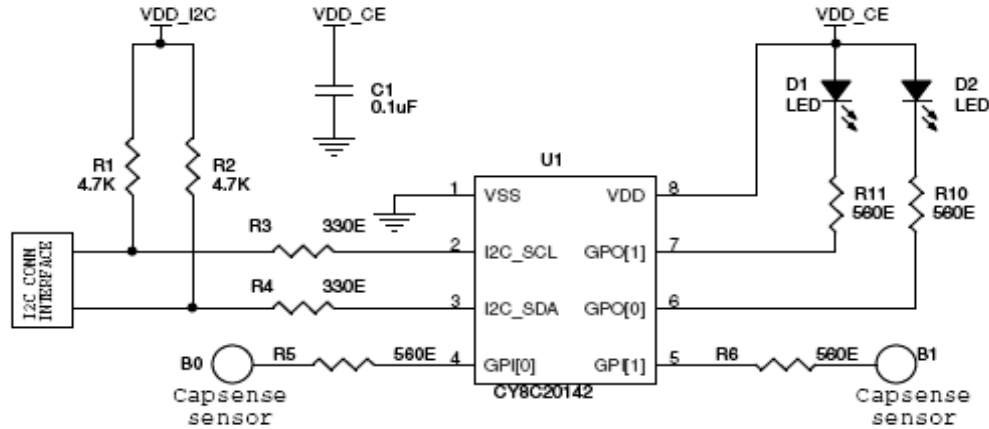 VDD_I2C
VDD_CE
VDD_CE
C1
0.1uF
D1
LED
D2
LED
R1
4.7K
R2
4.7K
U1
R11
560E
R10
560E
1
VSS
VDD
8
R3
330E
2
I2C_SCL
GPO[1]
7
I2C COMM
INTERFACE
R4
330E
3
I2C_SDA
GPO[0]
6
B0
R5
560E
4
GPI[0]
GPI[1]
5
R6
560E
B1
CY8C20142
Capsense
sensor
Capsense
sensor